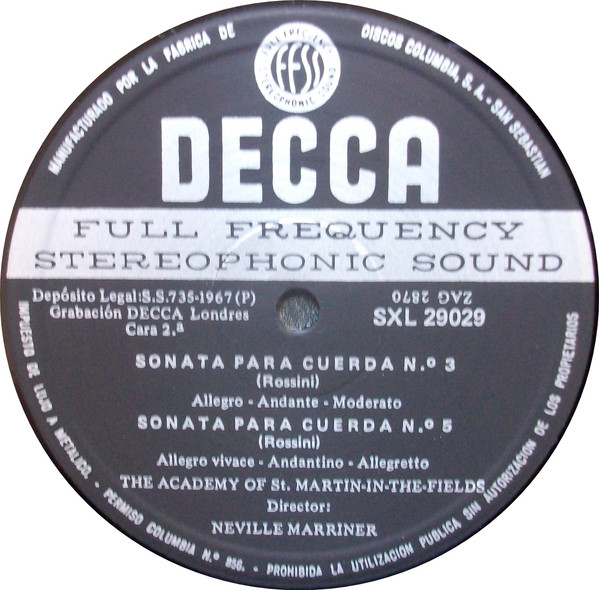 MANUFACTURADO POR LA FABRICA DE DISCOS COLUMBIA, S. A. - SAN SEBASTIAN
FULL FREQUENCY
FFSS
STEREOPHONIC SOUND
DECCA
FULL FREQUENCY
STEREOPHONIC SOUND
Depósito Legal:S.S.735-1967 (P)
Grabación DECCA Londres
Cara 2.ª
ZAG 2870
SXL 29029
SONATA PARA CUERDA N.º 3
(Rossini)
Allegro - Andante - Moderato
SONATA PARA CUERDA N.º 5
(Rossini)
Allegro vivace - Andantino - Allegretto
THE ACADEMY OF St. MARTIN-IN-THE-FIELDS
Director:
NEVILLE MARRINER
IMPUESTO DE LUJO A METALICO. - PERMISO COLUMBIA N.º 856. - PROHIBIDA LA UTILIZACION PUBLICA SIN AUTORIZACION DE LOS PROPIETARIOS